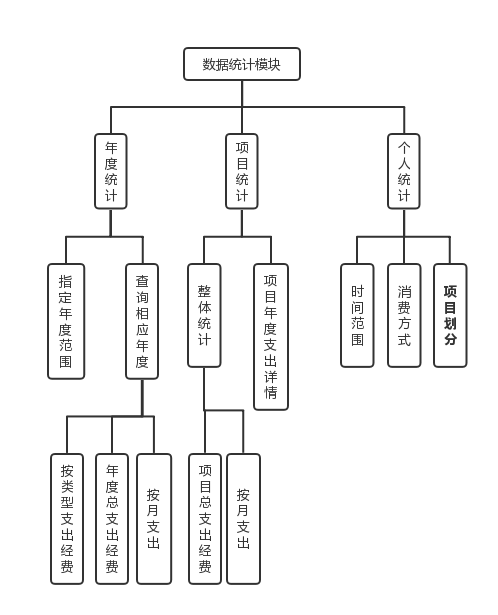 数据统计模块
年度统计
项目统计
个人统计
指定年度范围
查询相应年度
整体统计
项目年度支出详情
时间范围
消费方式
项目划分
按类型支出经费
年度总支出经费
按月支出
项目总支出经费
按月支出